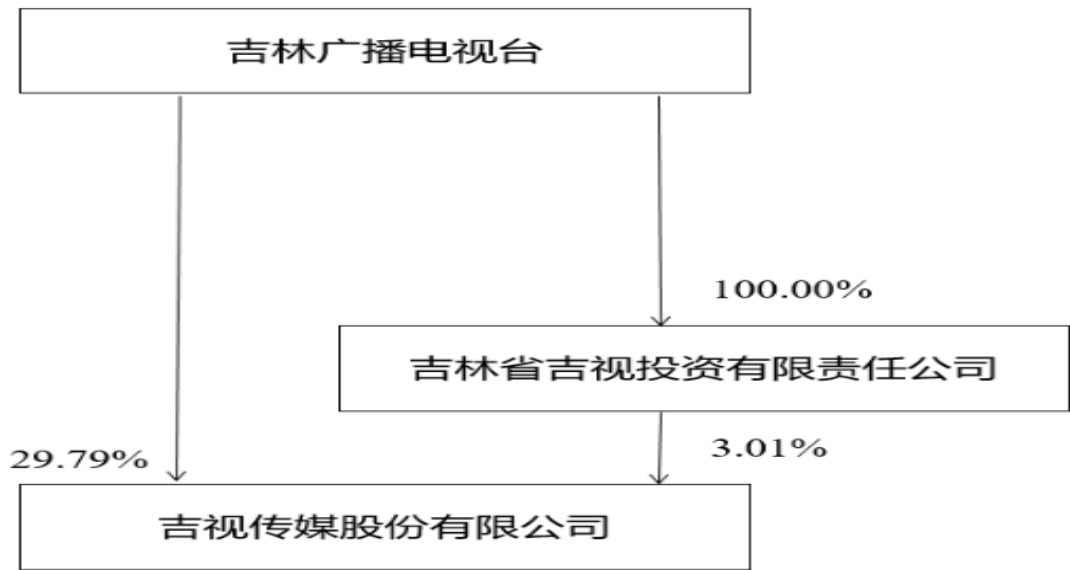 吉林广播电视台
100.00%
吉林省吉视投资有限责任公司
29.79%
3.01%
吉视传媒股份有限公司